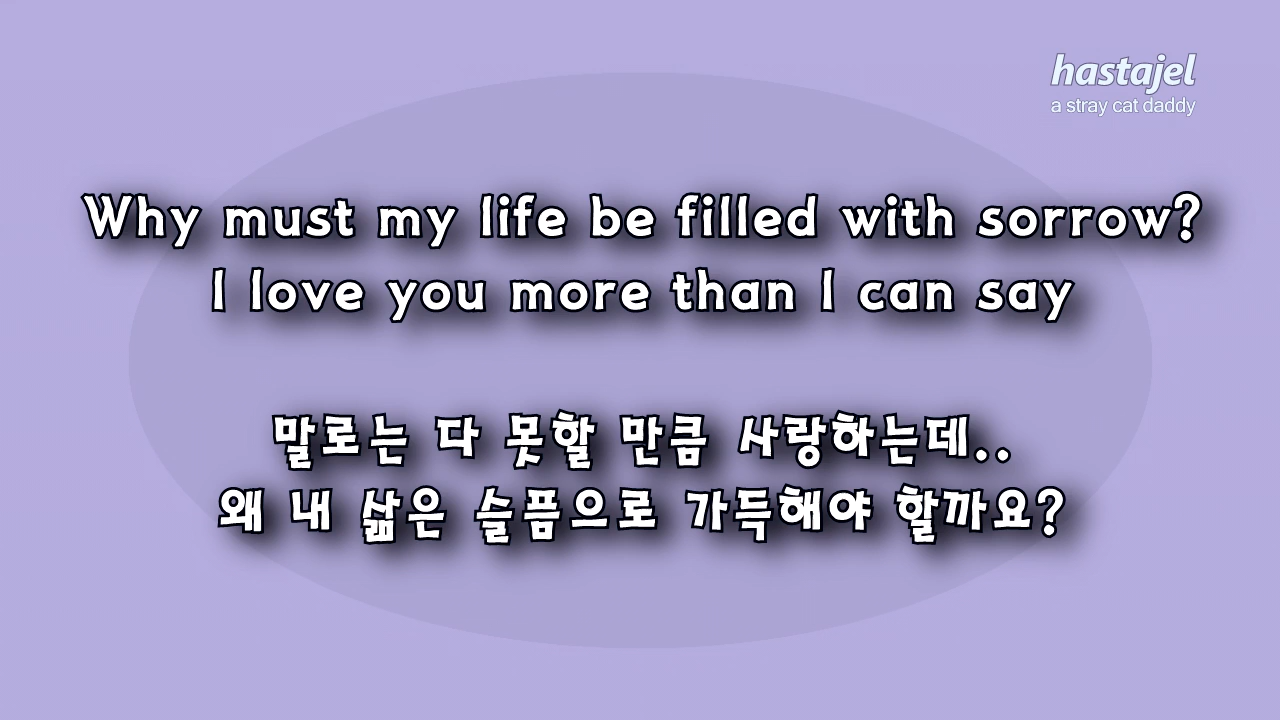 hastajel
a stray cat daddy
Why must my life be filled with sorrow?
I love you more than I can say
말로는 다 못할 만큼 사랑하는데..
왜 내 삶은 슬픔으로 가득해야 할까요?